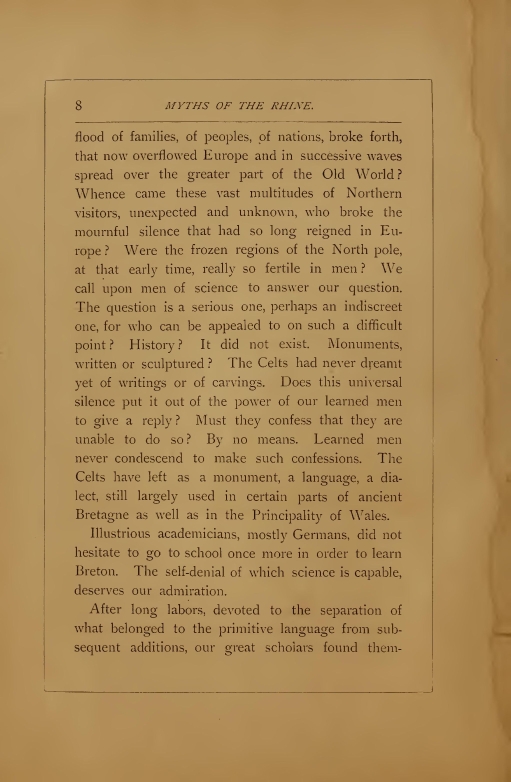 8 MYTHS OF THE RHINE.
flood of families, of peoples, of nations, broke forth,
that now overflowed Europe and in successive waves
spread over the greater part of the Old World?
Whence came these vast multitudes of Northern
visitors, unexpected and unknown, who broke the
mournful silence that had so long reigned in Eu-
rope? Were the frozen regions of the North pole,
at that early time, really so fertile in men? We
call upon men of science to answer our question.
The question is a serious one, perhaps an indiscreet
one, for who can be appealed to on such a difficult
point? History? It did not exist. Monuments,
written or sculptured? The Celts had never dreamt
yet of writings or of carvings. Does this universal
silence put it out of the power of our learned men
to give a reply? Must they confess that they are
unable to do so? By no means. Learned men
never condescend to make such confessions. The
Celts have left as a monument, a language, a dia-
lect, still largely used in certain parts of ancient
Bretagne as well as in the Principality of Wales.
Illustrious academicians, mostly Germans, did not
hesitate to go to school once more in order to learn
Breton. The self-denial of which science is capable,
deserves our admiration.
After long labors, devoted to the separation of
what belonged to the primitive language from sub-
sequent additions, our great scholars found them-